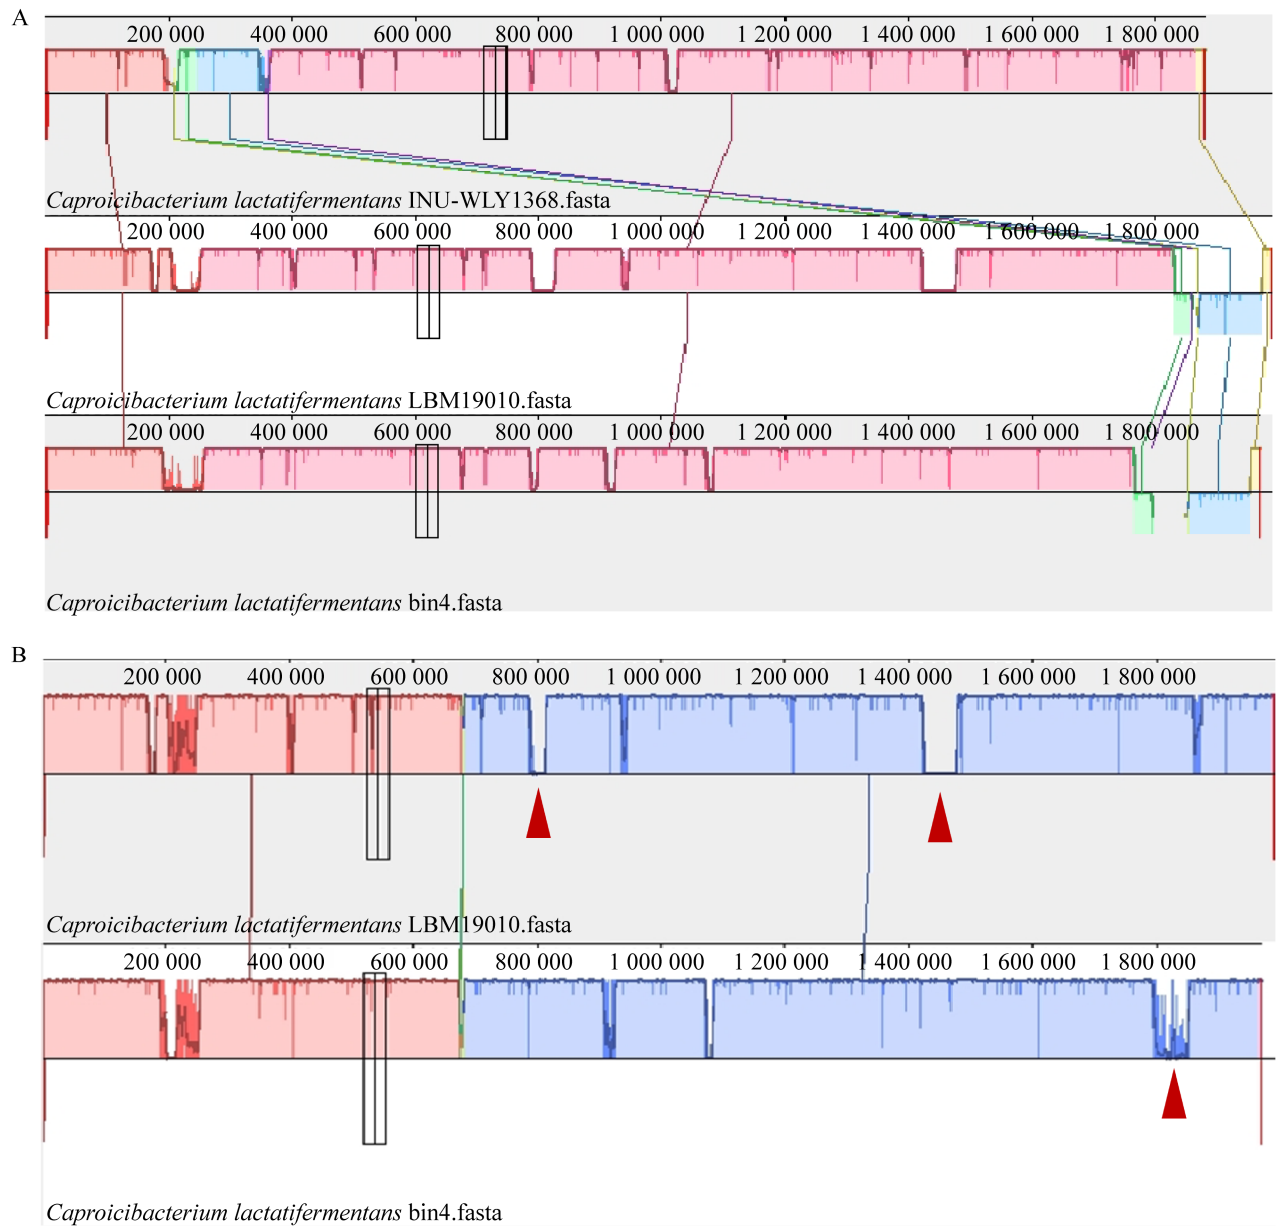 A
200 000 400 000 600 000 800 000 1 000 000 1 200 000 1 400 000 1 600 000 1 800 000
Caproicibacterium lactatifermentans INU-WLY1368.fasta
200 000 400 000 600 000 800 000 1 000 000 1 200 000 1 400 000 1 600 000 1 800 000
Caproicibacterium lactatifermentans LBM19010.fasta
200 000 400 000 600 000 800 000 1 000 000 1 200 000 1 400 000 1 600 000 1 800 000
Caproicibacterium lactatifermentans bin4.fasta
B
200 000 400 000 600 000 800 000 1 000 000 1 200 000 1 400 000 1 600 000 1 800 000
Caproicibacterium lactatifermentans LBM19010.fasta
200 000 400 000 600 000 800 000 1 000 000 1 200 000 1 400 000 1 600 000 1 800 000
Caproicibacterium lactatifermentans bin4.fasta